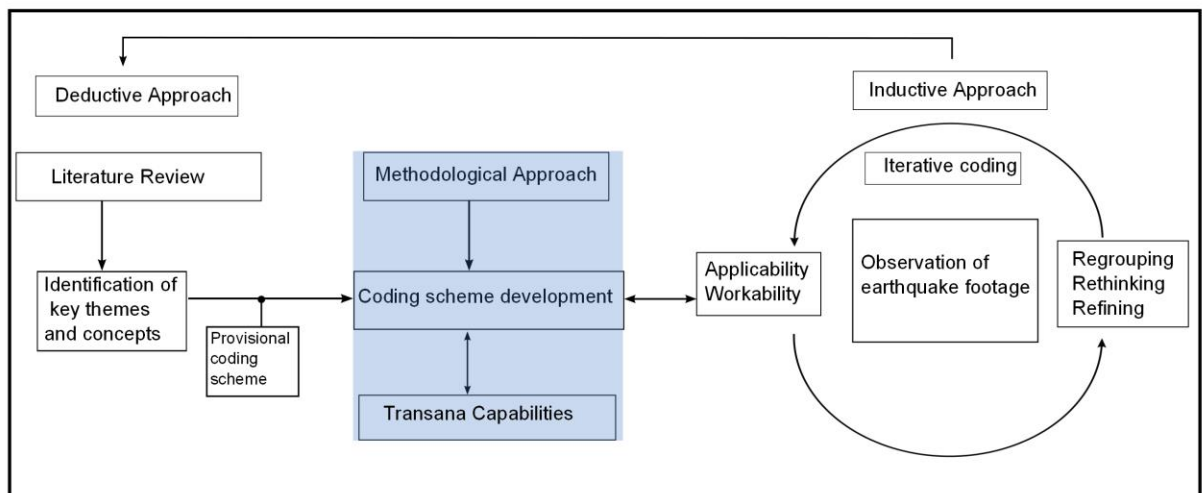 Deductive Approach
Inductive Approach
Literature Review
Methodological Approach
Iterative coding
Identification of
key themes
and concepts
Provisional
coding
scheme
Coding scheme development
Transana Capabilities
Applicability
Workability
Observation of
earthquake footage
Regrouping
Rethinking
Refining